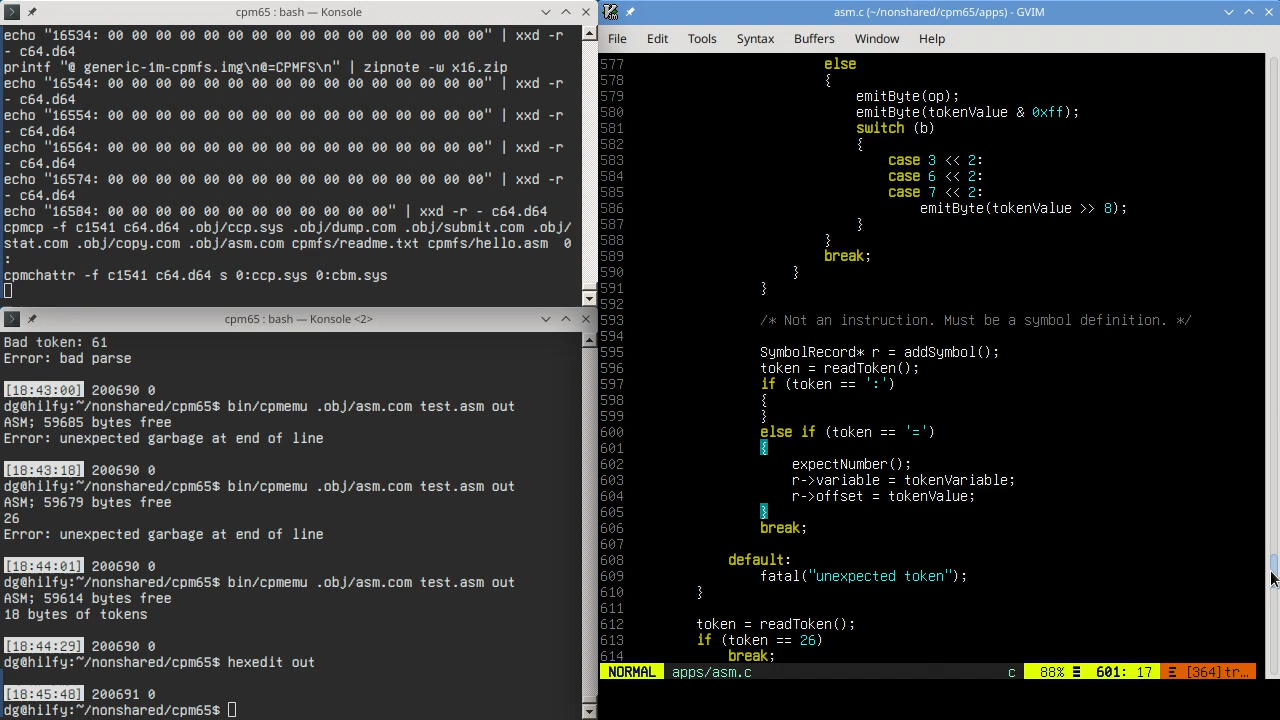 cpm65 : bash — Konsole
echo "16534: 00 00 00 00 00 00 00 00 00 00 00 00 00 00 00 00" | xxd -r
- c64.d64
printf "@ generic-1m-cpmfs.img\n@=CPMFS\n" | zipnote -w x16.zip
echo "16544: 00 00 00 00 00 00 00 00 00 00 00 00 00 00 00 00" | xxd -r
- c64.d64
echo "16554: 00 00 00 00 00 00 00 00 00 00 00 00 00 00 00 00" | xxd -r
- c64.d64
echo "16564: 00 00 00 00 00 00 00 00 00 00 00 00 00 00 00 00" | xxd -r
- c64.d64
echo "16574: 00 00 00 00 00 00 00 00 00 00 00 00 00 00 00 00" | xxd -r
- c64.d64
echo "16584: 00 00 00 00 00 00 00 00 00 00 00" | xxd -r - c64.d64
cpmcp -f c1541 c64.d64 .obj/ccp.sys .obj/dump.com .obj/submit.com .obj/
stat.com .obj/copy.com .obj/asm.com cpmfs/readme.txt cpmfs/hello.asm  0
:
cpmchattr -f c1541 c64.d64 s 0:ccp.sys 0:cbm.sys
cpm65 : bash — Konsole <2>
Bad token: 61
Error: bad parse
[18:43:00] 200690 0
dg@hilfy:~/nonshared/cpm65$ bin/cpmemu .obj/asm.com test.asm out
ASM; 59685 bytes free
Error: unexpected garbage at end of line
[18:43:18] 200690 0
dg@hilfy:~/nonshared/cpm65$ bin/cpmemu .obj/asm.com test.asm out
ASM; 59679 bytes free
26
Error: unexpected garbage at end of line
[18:44:01] 200690 0
dg@hilfy:~/nonshared/cpm65$ bin/cpmemu .obj/asm.com test.asm out
ASM; 59614 bytes free
18 bytes of tokens
[18:44:29] 200690 0
dg@hilfy:~/nonshared/cpm65$ hexedit out
[18:45:48] 200691 0
dg@hilfy:~/nonshared/cpm65$
asm.c (~/nonshared/cpm65/apps) - GVIM
File Edit Tools Syntax Buffers Window Help
577 else
578 {
579 emitByte(op);
580 emitByte(tokenValue & 0xff);
581 switch (b)
582 {
583 case 3 << 2:
584 case 6 << 2:
585 case 7 << 2:
586 emitByte(tokenValue >> 8);
587 }
588 }
589 break;
590 }
591 }
592
593 /* Not an instruction. Must be a symbol definition. */
594
595 SymbolRecord* r = addSymbol();
596 token = readToken();
597 if (token == ':')
598 {
599 }
600 else if (token == '=')
601 {
602 expectNumber();
603 r->variable = tokenVariable;
604 r->offset = tokenValue;
605 }
606 break;
607
608 default:
609 fatal("unexpected token");
610 }
611
612 token = readToken();
613 if (token == 26)
614 break;
NORMAL apps/asm.c c 88% ☰ 601: 17 ☰ [364]tr…